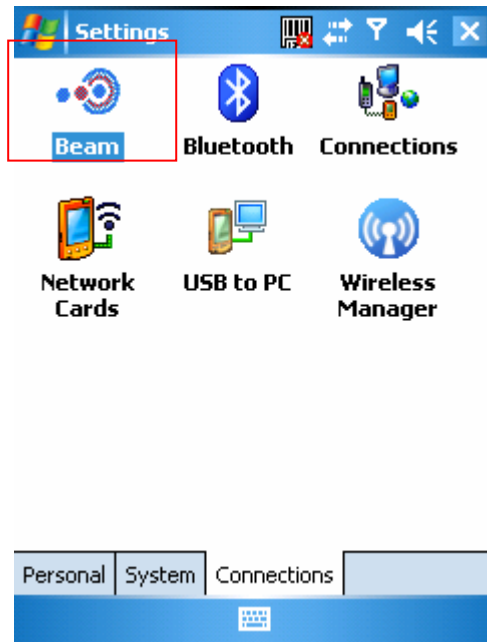 Settings
Beam Bluetooth Connections
Network USB to PC Wireless
Cards Manager
Personal System Connections